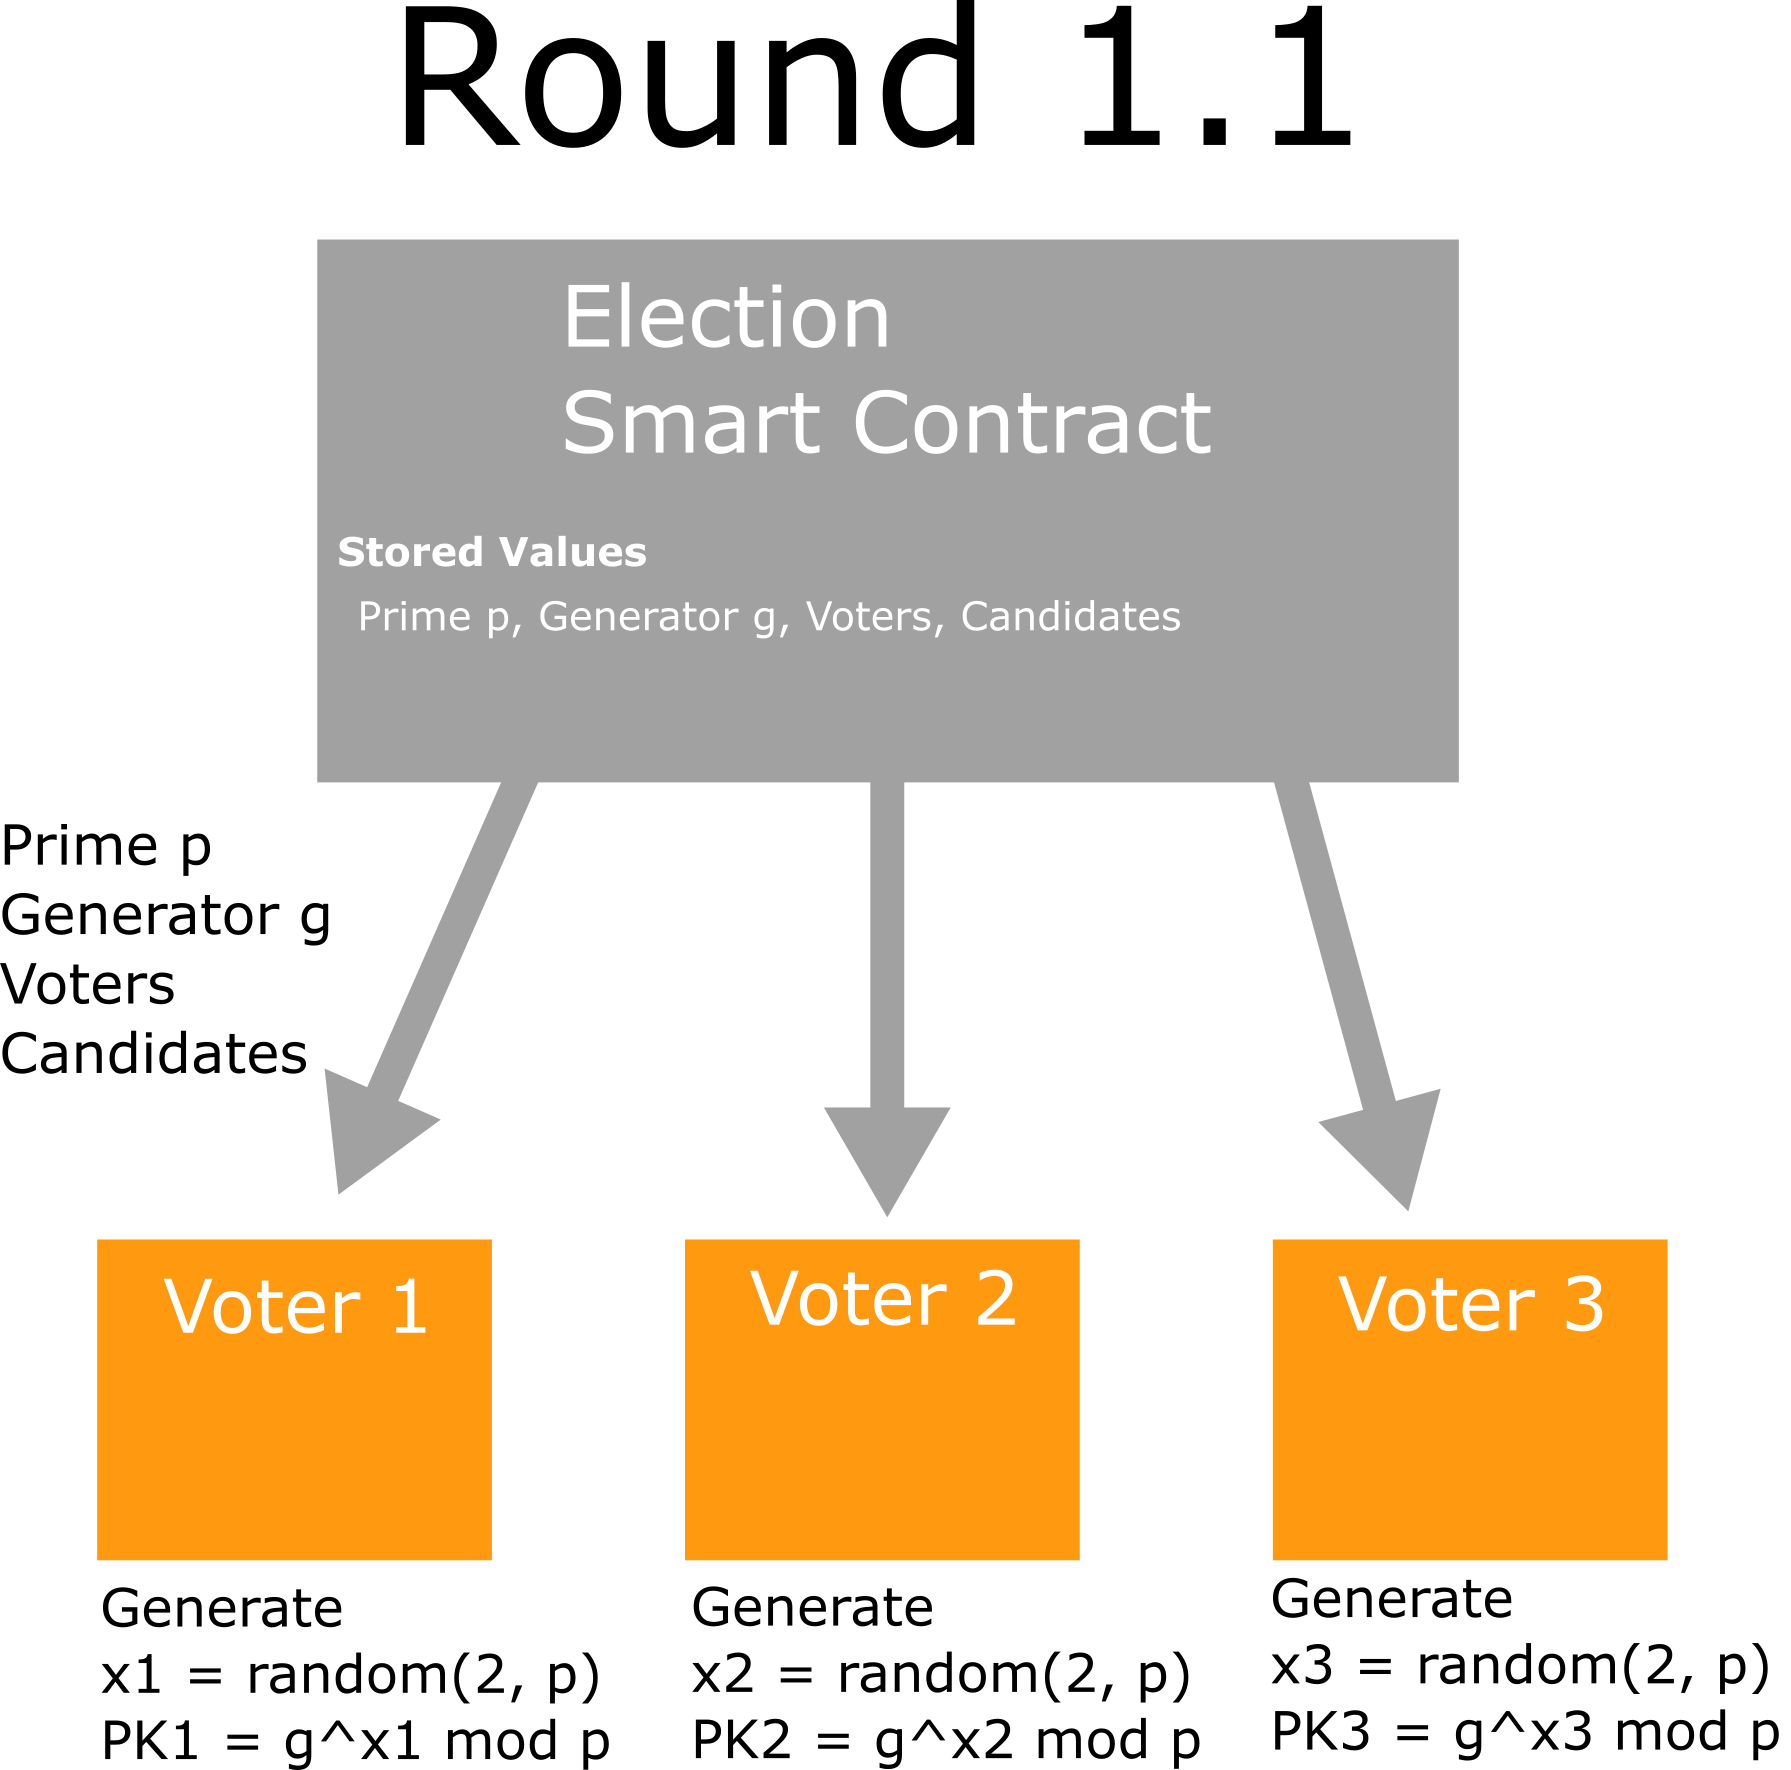 Round 1.1
Election
Smart Contract
Stored Values
Prime p, Generator g, Voters, Candidates
Prime p
Generator g
Voters
Candidates
Voter 1
Generate
x1 = random(2, p)
PK1 = g^x1 mod p
Voter 2
Generate
x2 = random(2, p)
PK2 = g^x2 mod p
Voter 3
Generate
x3 = random(2, p)
PK3 = g^x3 mod p